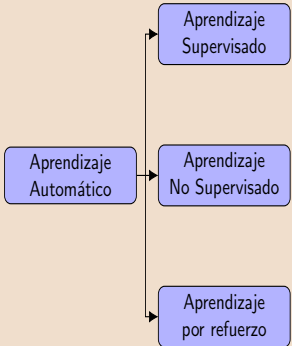 Aprendizaje
Supervisado
Aprendizaje
Automático
Aprendizaje
No Supervisado
Aprendizaje
por refuerzo